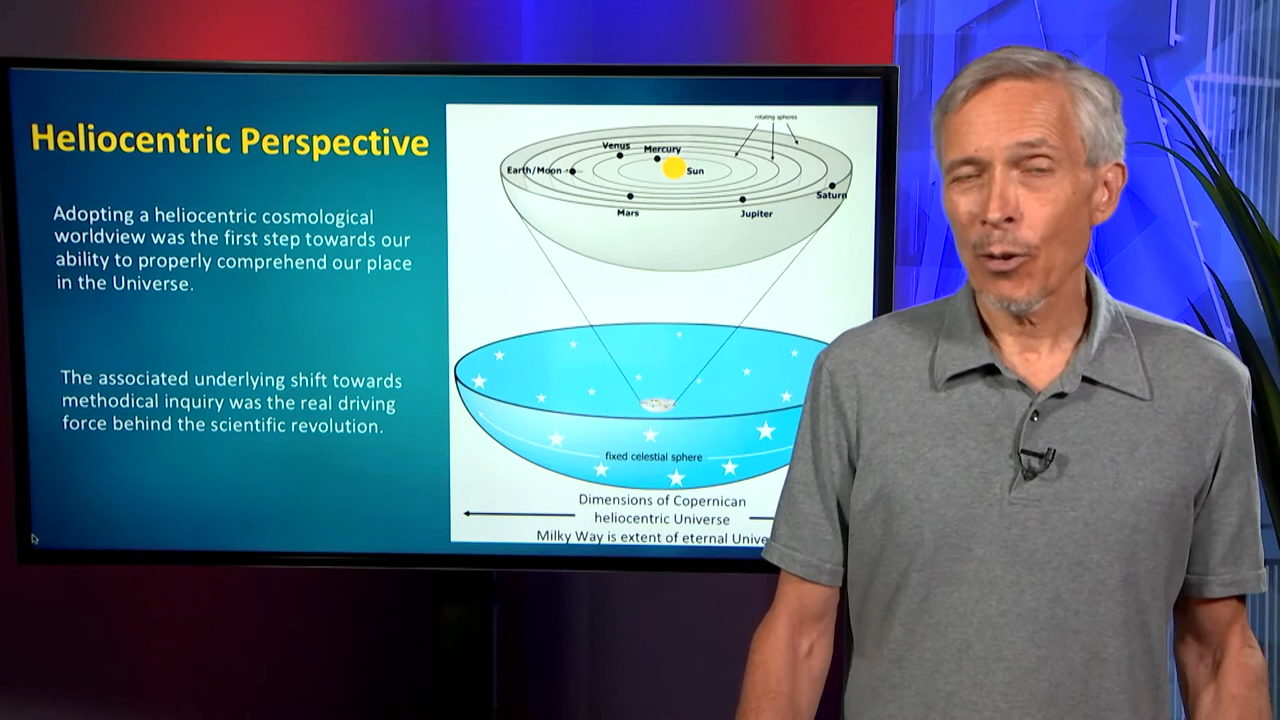 Heliocentric Perspective
Adopting a heliocentric cosmological
worldview was the first step towards our
ability to properly comprehend our place
in the Universe.
The associated underlying shift towards
methodical inquiry was the real driving
force behind the scientific revolution.
rotating spheres
Venus
Mercury
Earth/Moon
Sun
Saturn
Mars
Jupiter
fixed celestial sphere
Dimensions of Copernican
heliocentric Universe
Milky Way is extent of eternal Unive